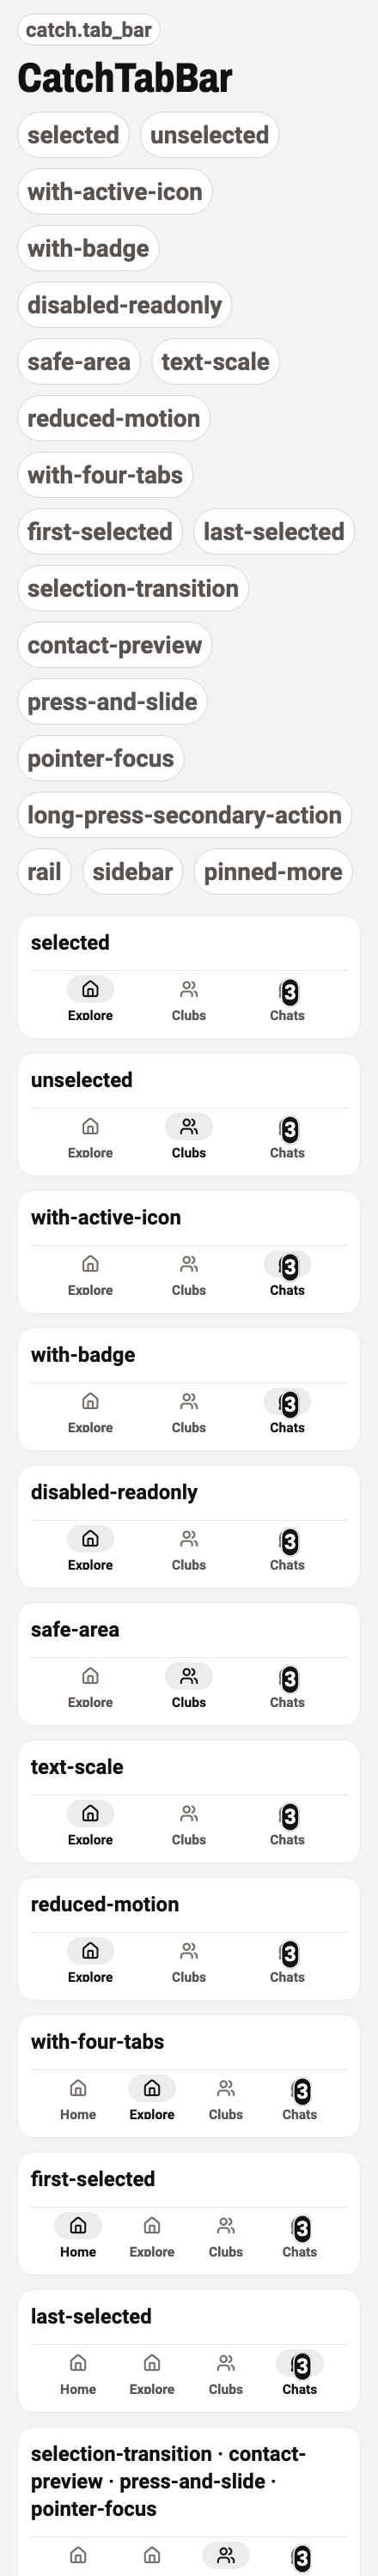 catch.tab_bar
CatchTabBar
selected unselected
with-active-icon
with-badge
disabled-readonly
safe-area text-scale
reduced-motion
with-four-tabs
first-selected last-selected
selection-transition
contact-preview
press-and-slide
pointer-focus
long-press-secondary-action
rail sidebar pinned-more
selected
3
Explore Clubs Chats
unselected
3
Explore Clubs Chats
with-active-icon
3
Explore Clubs Chats
with-badge
3
Explore Clubs Chats
disabled-readonly
3
Explore Clubs Chats
safe-area
3
Explore Clubs Chats
text-scale
3
Explore Clubs Chats
reduced-motion
3
Explore Clubs Chats
with-four-tabs
3
Home Explore Clubs Chats
first-selected
3
Home Explore Clubs Chats
last-selected
3
Home Explore Clubs Chats
selection-transition · contact-
preview · press-and-slide ·
pointer-focus
3